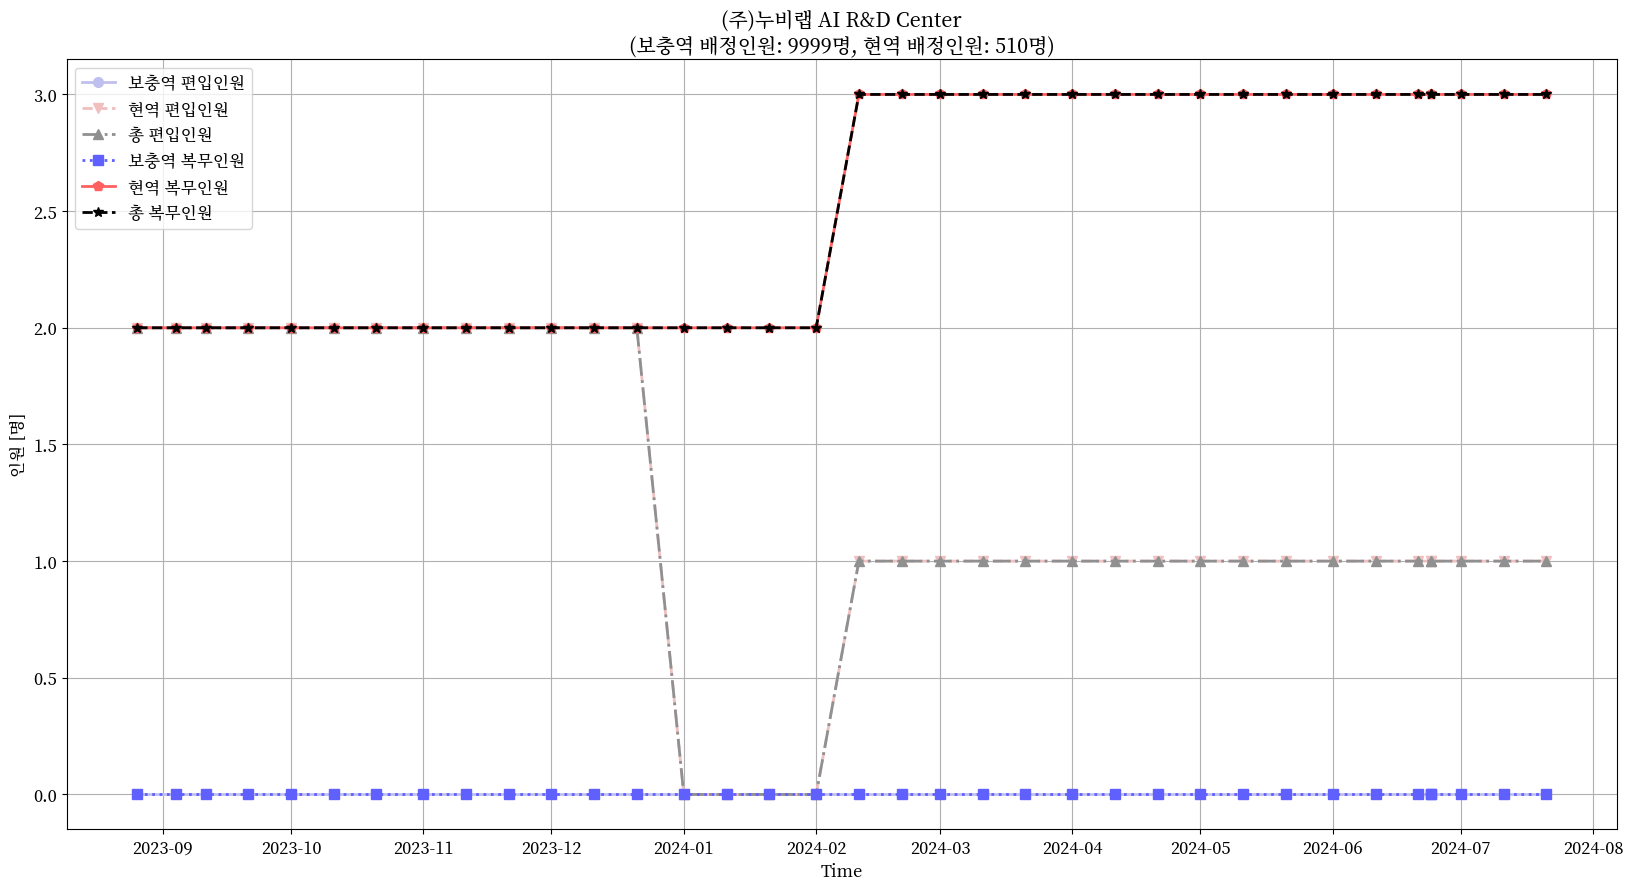 (주)누비랩 AI R&D Center
(보충역 배정인원: 9999명, 현역 배정인원: 510명)
보충역 편입인원
현역 편입인원
총 편입인원
보충역 복무인원
현역 복무인원
총 복무인원
3.0
2.5
2.0
1.5
1.0
0.5
0.0
인원 [명]
2023-09 2023-10 2023-11 2023-12 2024-01 2024-02 2024-03 2024-04 2024-05 2024-06 2024-07 2024-08
Time